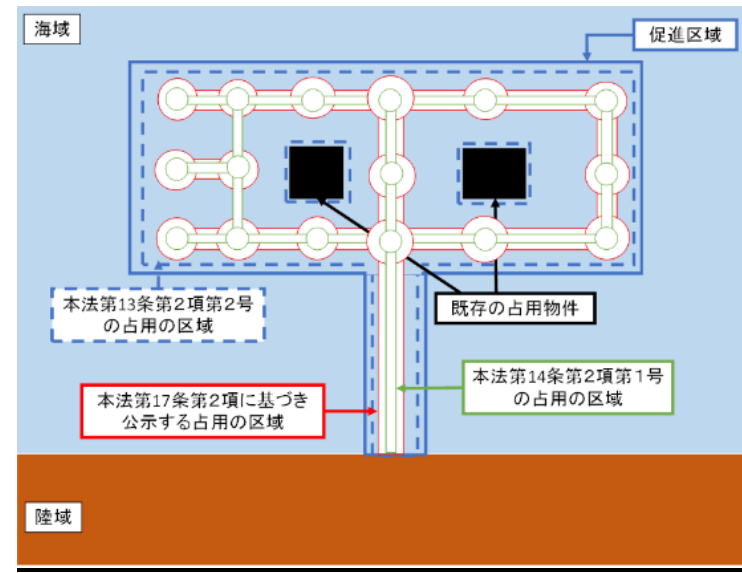 海域
促進区域
本法第13条第2項第2号
の占用の区域
既存の占用物件
本法第17条第2項に基づき
公示する占用の区域
本法第14条第2項第1号
の占用の区域
陸域